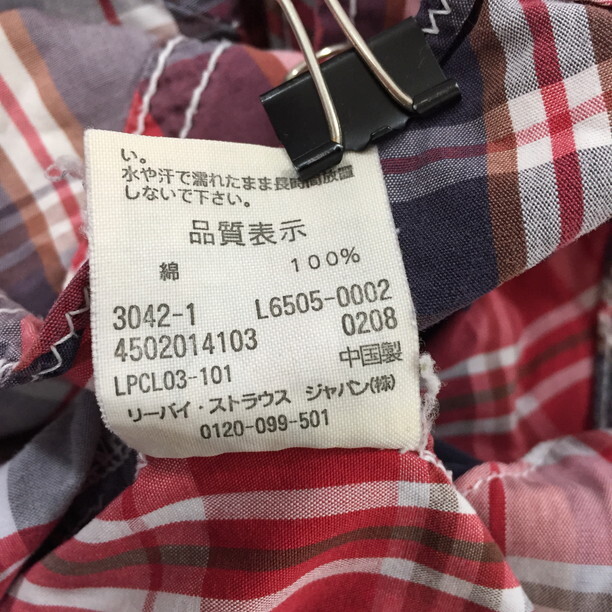 い。
水や汗で濡れたまま長時間放置
しないで下さい。
品質表示
綿 100%
3042-1 L6505-0002
4502014103 0208
LPCL03-101 中国製
リーバイ・ストラウス ジャパン(株)
0120-099-501